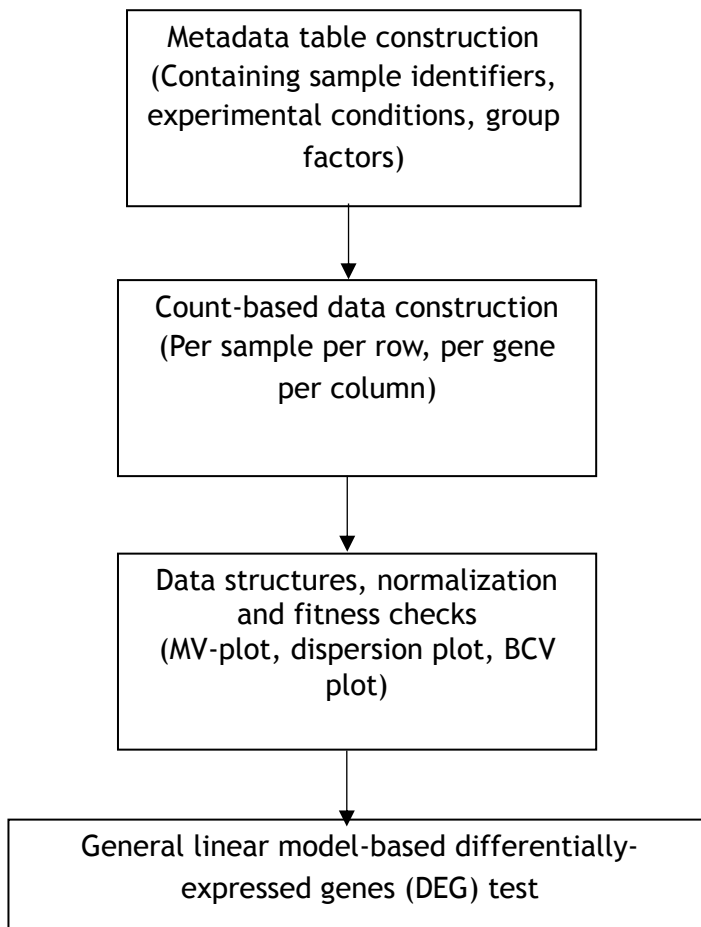 Metadata table construction
(Containing sample identifiers,
experimental conditions, group
factors)
Count-based data construction
(Per sample per row, per gene
per column)
Data structures, normalization
and fitness checks
(MV-plot, dispersion plot, BCV
plot)
General linear model-based differentially-
expressed genes (DEG) test